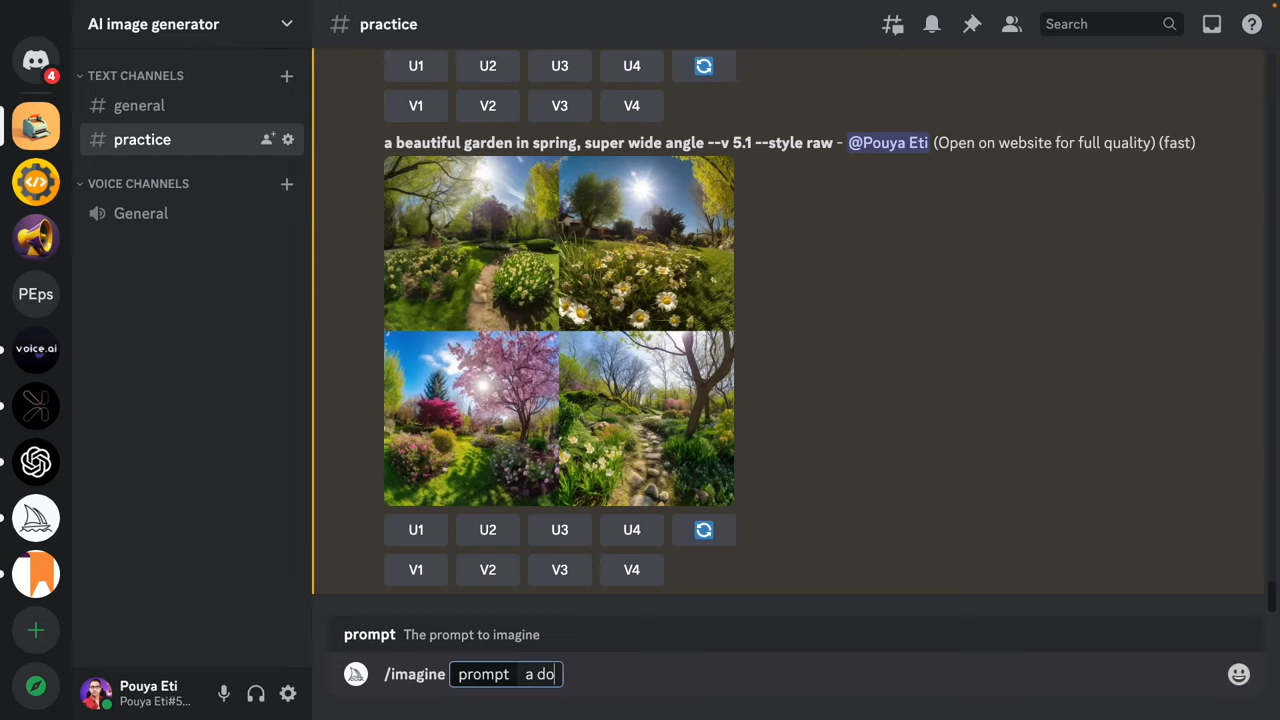 AI image generator
# practice
Search
4
TEXT CHANNELS
general
practice
VOICE CHANNELS
General
PEps
voice.ai
U1 U2 U3 U4
V1 V2 V3 V4
a beautiful garden in spring, super wide angle --v 5.1 --style raw - @Pouya Eti (Open on website for full quality) (fast)
U1 U2 U3 U4
V1 V2 V3 V4
prompt The prompt to imagine
/imagine prompt a do
Pouya Eti
Pouya Eti#5...